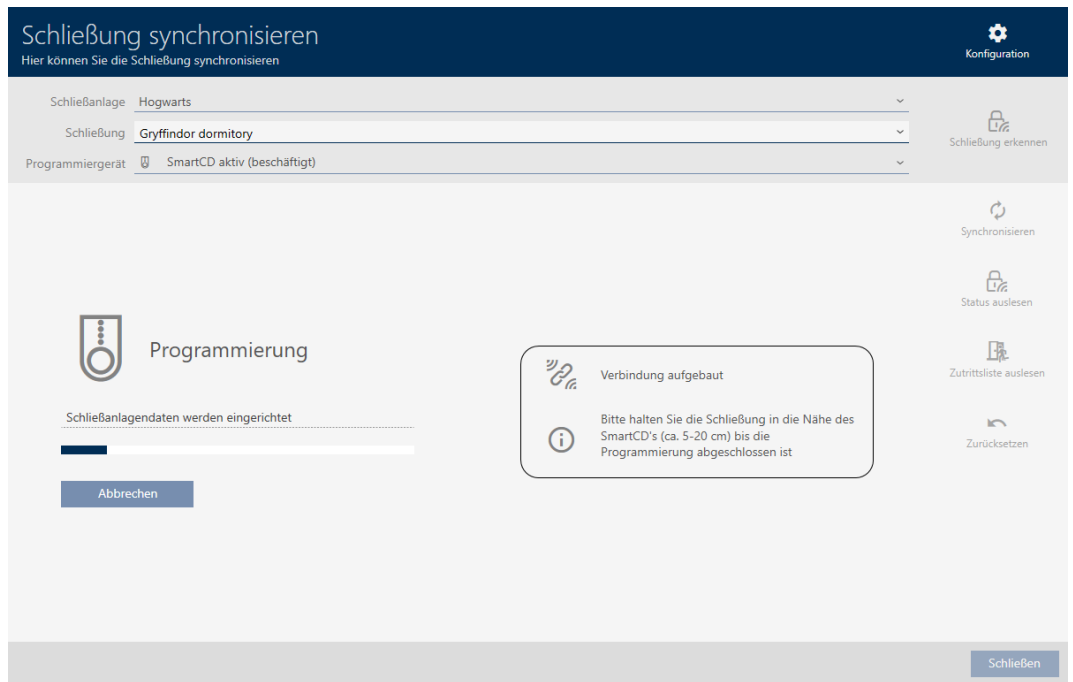 Schließung synchronisieren
Hier können Sie die Schließung synchronisieren
Konfiguration
Schließanlage Hogwarts
Schließung Gryffindor dormitory
Programmiergerät SmartCD aktiv (beschäftigt)
Schließung erkennen
Synchronisieren
Status auslesen
Zutrittsliste auslesen
Zurücksetzen
Programmierung
Schließanlagendaten werden eingerichtet
Abbrechen
Verbindung aufgebaut
Bitte halten Sie die Schließung in die Nähe des
SmartCD's (ca. 5-20 cm) bis die
Programmierung abgeschlossen ist
Schließen